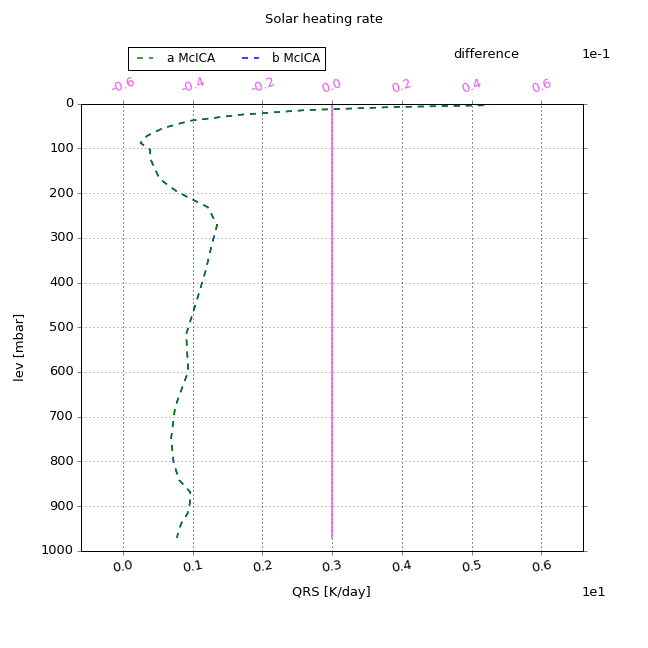 Solar heating rate
a McICA b McICA
difference 1e-1
-0.6 -0.4 -0.2 0.0 0.2 0.4 0.6
0
100
200
300
400
500
600
700
800
900
1000
lev [mbar]
0.0 0.1 0.2 0.3 0.4 0.5 0.6
QRS [K/day] 1e1